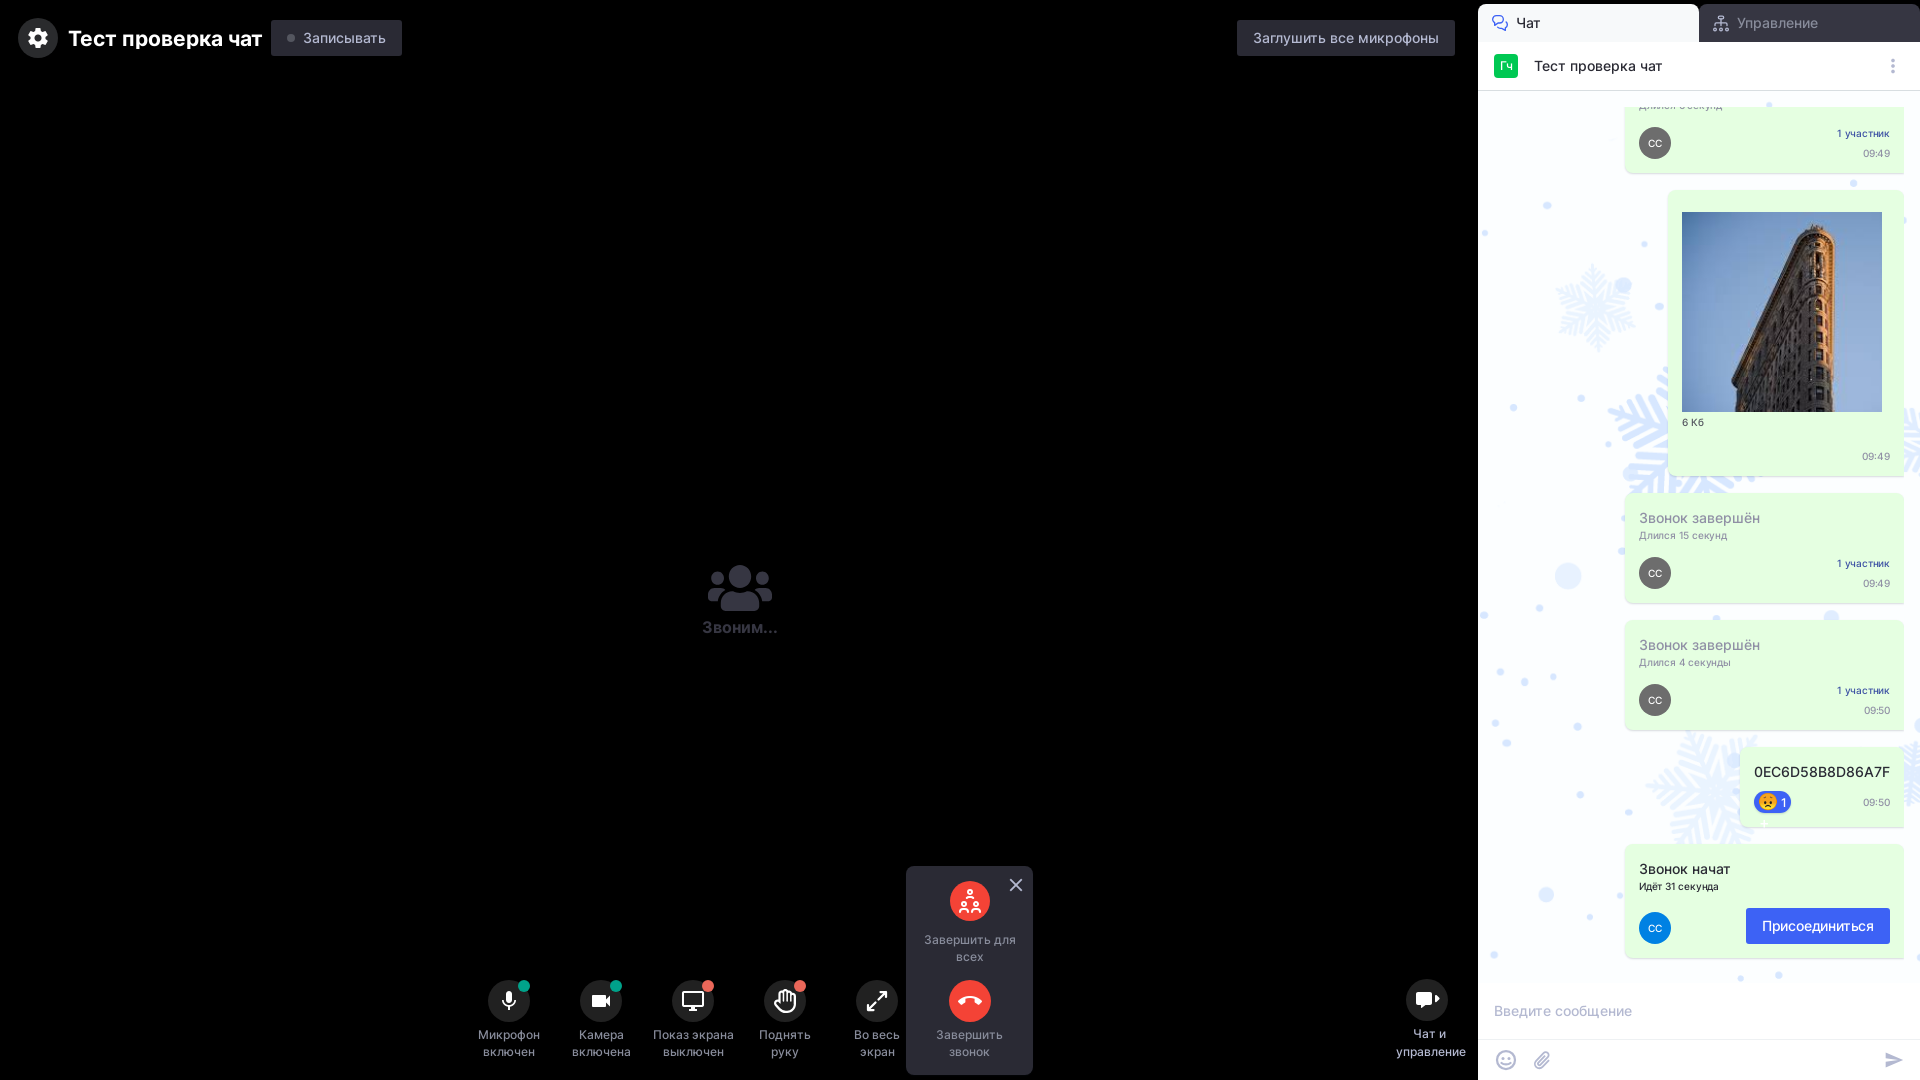 Тест проверка чат
Записывать
Заглушить все микрофоны
Звоним...
Микрофон
включен
Камера
включена
Показ экрана
выключен
Поднять
руку
Во весь
экран
Завершить для
всех
Завершить
звонок
Чат и
управление
Чат
Управление
Гч
Тест проверка чат
СС
1 участник
09:49
6 Кб
09:49
Звонок завершён
Длился 15 секунд
СС
1 участник
09:49
Звонок завершён
Длился 4 секунды
СС
1 участник
09:50
0EC6D58B8D86A7F
1
09:50
Звонок начат
Идёт 31 секунда
СС
Присоединиться
Введите сообщение